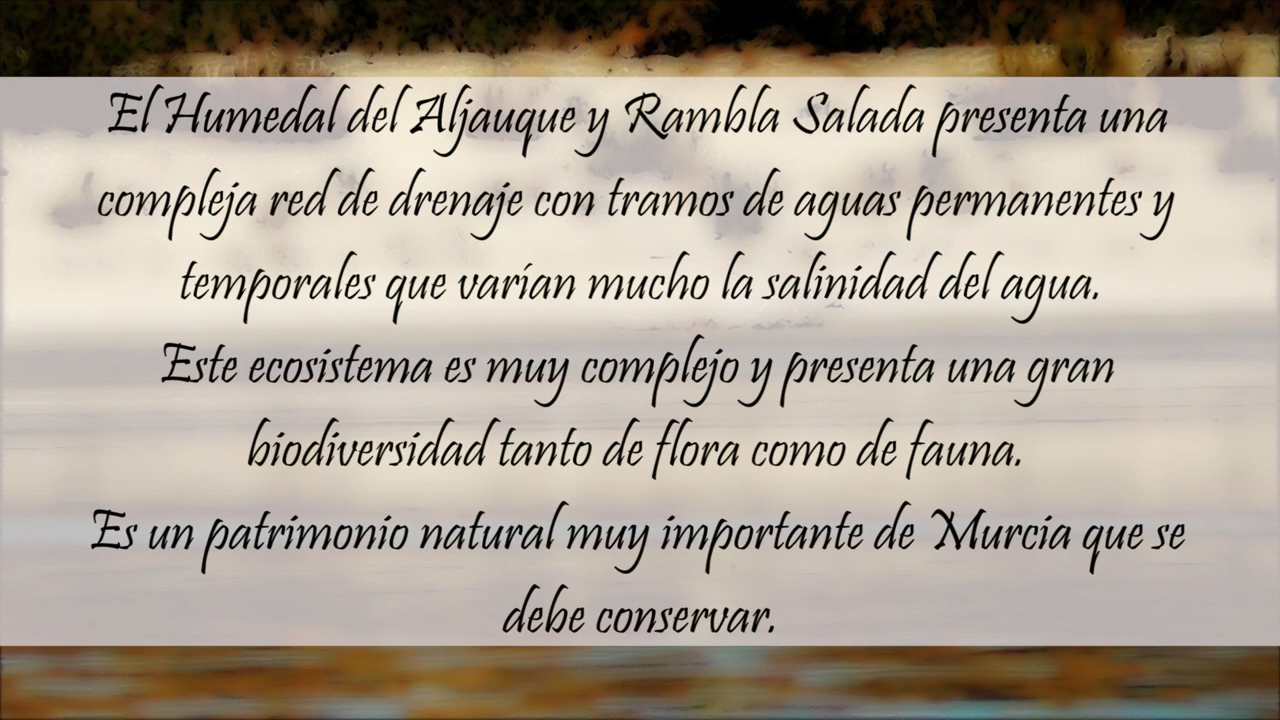 El Humedal del Aljauque y Rambla Salada presenta una
compleja red de drenaje con tramos de aguas permanentes y
temporales que varían mucho la salinidad del agua.
Este ecosistema es muy complejo y presenta una gran
biodiversidad tanto de flora como de fauna.
Es un patrimonio natural muy importante de Murcia que se
debe conservar.